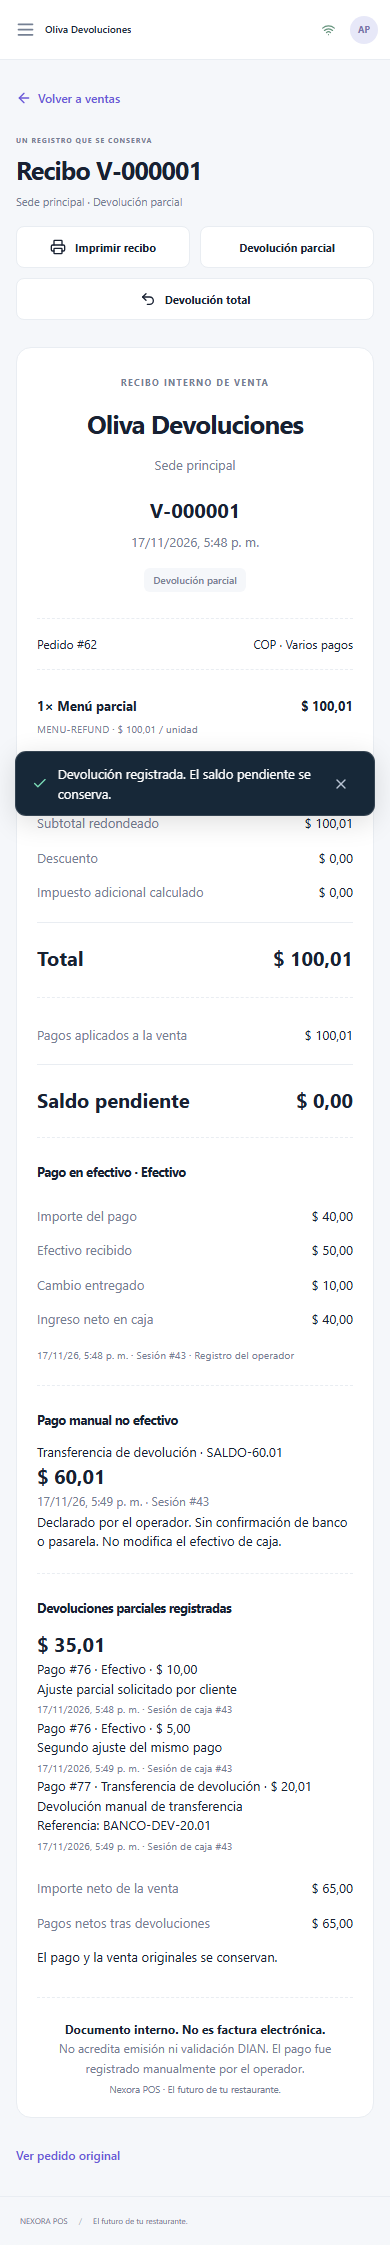 Oliva Devoluciones
AP
Volver a ventas
UN REGISTRO QUE SE CONSERVA
Recibo V-000001
Sede principal · Devolución parcial
Imprimir recibo
Devolución parcial
Devolución total
RECIBO INTERNO DE VENTA
Oliva Devoluciones
Sede principal
V-000001
17/11/2026, 5:48 p. m.
Devolución parcial
Pedido #62 COP · Varios pagos
1× Menú parcial $ 100,01
MENU-REFUND · $ 100,01 / unidad
Devolución registrada. El saldo pendiente se
conserva.
Subtotal redondeado $ 100,01
Descuento $ 0,00
Impuesto adicional calculado $ 0,00
Total $ 100,01
Pagos aplicados a la venta $ 100,01
Saldo pendiente $ 0,00
Pago en efectivo · Efectivo
Importe del pago $ 40,00
Efectivo recibido $ 50,00
Cambio entregado $ 10,00
Ingreso neto en caja $ 40,00
17/11/26, 5:48 p. m. · Sesión #43 · Registro del operador
Pago manual no efectivo
Transferencia de devolución · SALDO-60.01
$ 60,01
17/11/26, 5:49 p. m. · Sesión #43
Declarado por el operador. Sin confirmación de banco
o pasarela. No modifica el efectivo de caja.
Devoluciones parciales registradas
$ 35,01
Pago #76 · Efectivo · $ 10,00
Ajuste parcial solicitado por cliente
17/11/2026, 5:48 p. m. · Sesión de caja #43
Pago #76 · Efectivo · $ 5,00
Segundo ajuste del mismo pago
17/11/2026, 5:49 p. m. · Sesión de caja #43
Pago #77 · Transferencia de devolución · $ 20,01
Devolución manual de transferencia
Referencia: BANCO-DEV-20.01
17/11/2026, 5:49 p. m. · Sesión de caja #43
Importe neto de la venta $ 65,00
Pagos netos tras devoluciones $ 65,00
El pago y la venta originales se conservan.
Documento interno. No es factura electrónica.
No acredita emisión ni validación DIAN. El pago fue
registrado manualmente por el operador.
Nexora POS · El futuro de tu restaurante.
Ver pedido original
NEXORA POS / El futuro de tu restaurante.